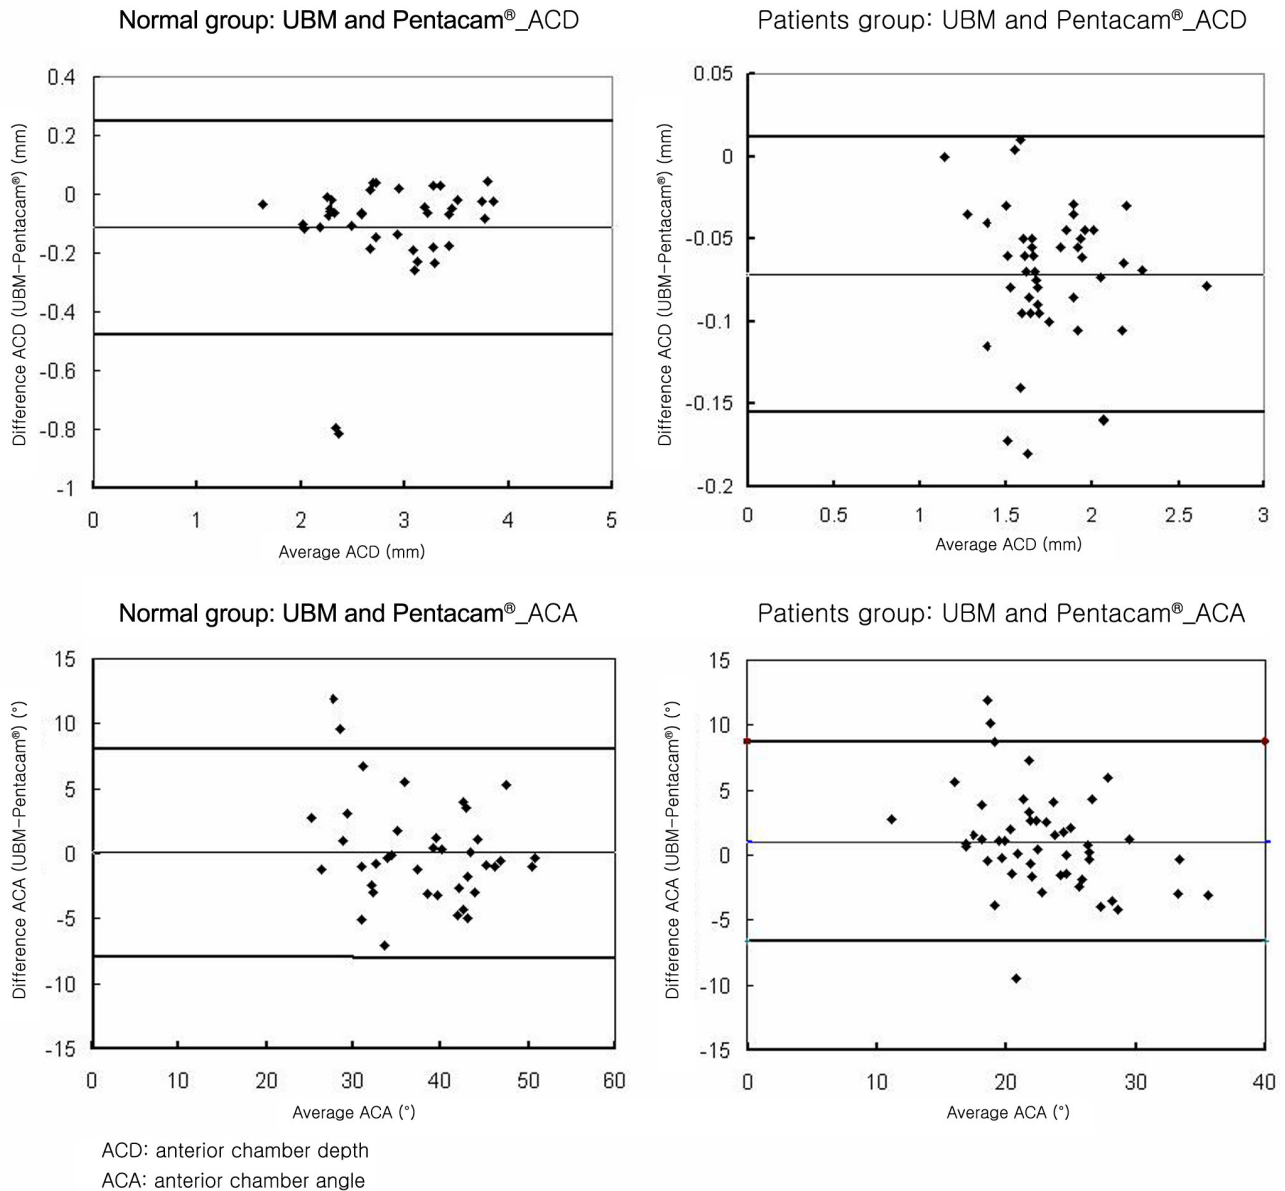 Normal group: UBM and Pentacam®_ACD
Patients group: UBM and Pentacam®_ACD
Difference ACD (UBM-Pentacam®) (mm)
0.4
0.2
0
-0.2
-0.4
-0.6
-0.8
-1
0 1 2 3 4 5
Average ACD (mm)
Difference ACD (UBM-Pentacam®) (mm)
0.05
0
-0.05
-0.1
-0.15
-0.2
0 0.5 1 1.5 2 2.5 3
Average ACD (mm)
Normal group: UBM and Pentacam®_ACA
Patients group: UBM and Pentacam®_ACA
Difference ACA (UBM-Pentacam®) (°)
15
10
5
0
-5
-10
-15
0 10 20 30 40 50 60
Average ACA (°)
Difference ACA (UBM-Pentacam®) (°)
15
10
5
0
-5
-10
-15
0 10 20 30 40
Average ACA (°)
ACD: anterior chamber depth
ACA: anterior chamber angle